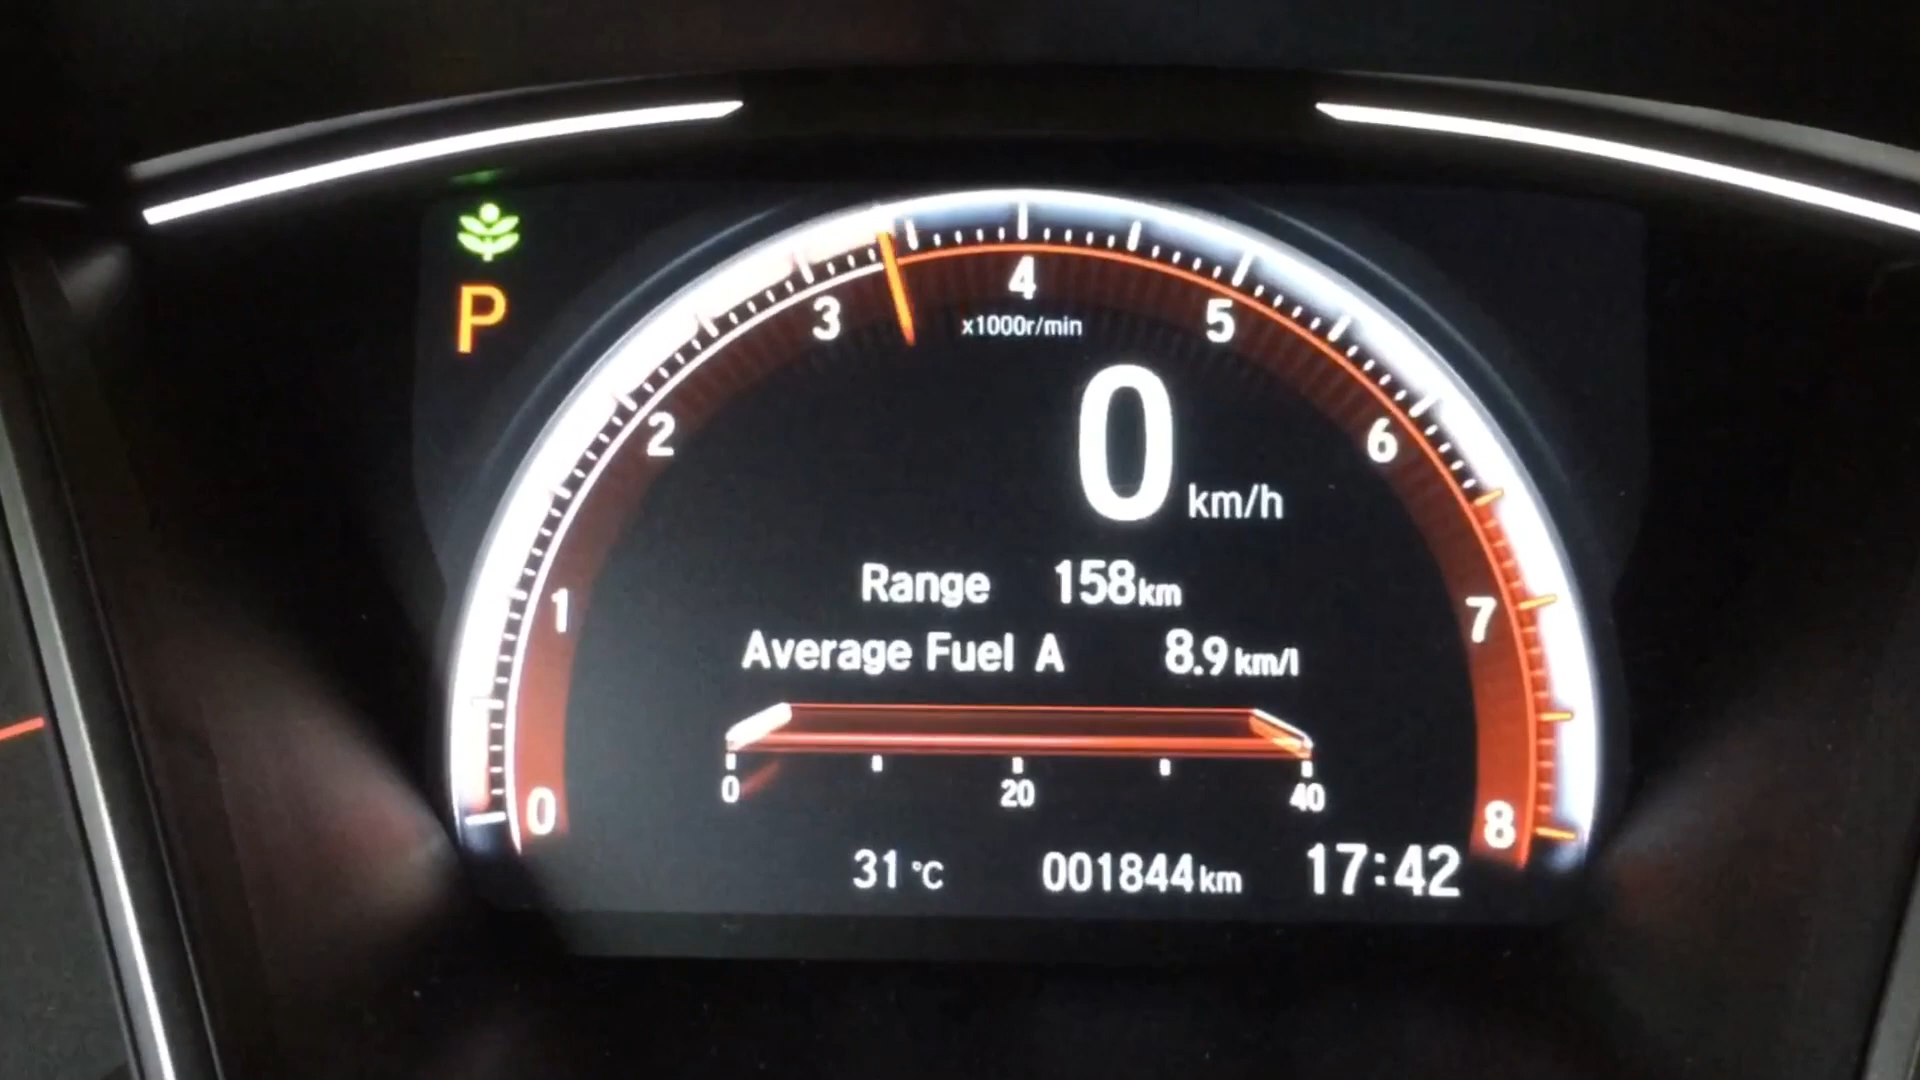 P
0 1 2 3 4 5 6 7 8
x1000r/min
0 km/h
Range 158km
Average Fuel A 8.9 km/l
0 20 40
31 °C 001844km 17:42